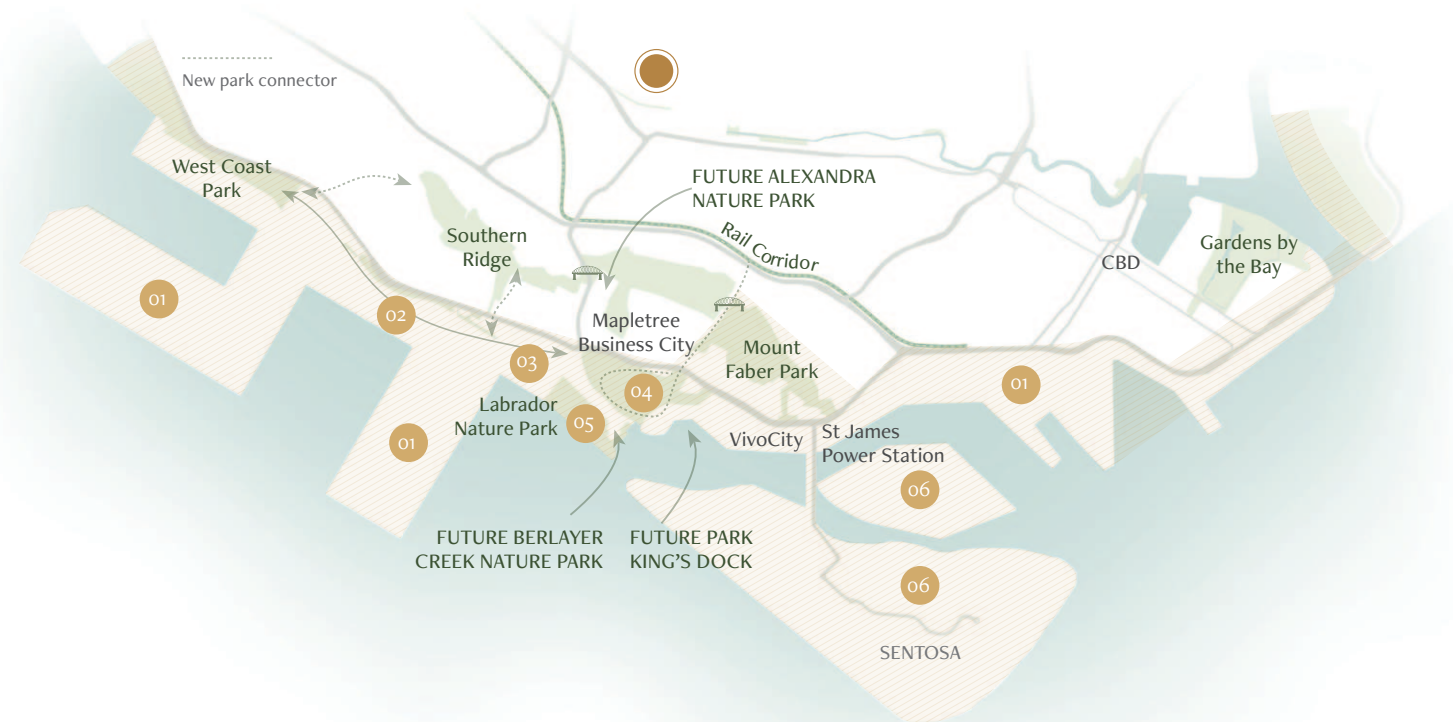 New park connector
West Coast
Park
FUTURE ALEXANDRA
NATURE PARK
Southern
Ridge
Rail Corridor
Gardens by
the Bay
CBD
01
02
Mapletree
Business City
03
Mount
Faber Park
04
01
Labrador
Nature Park
05
01
VivoCity
St James
Power Station
06
FUTURE BERLAYER
CREEK NATURE PARK
FUTURE PARK
KING'S DOCK
06
SENTOSA